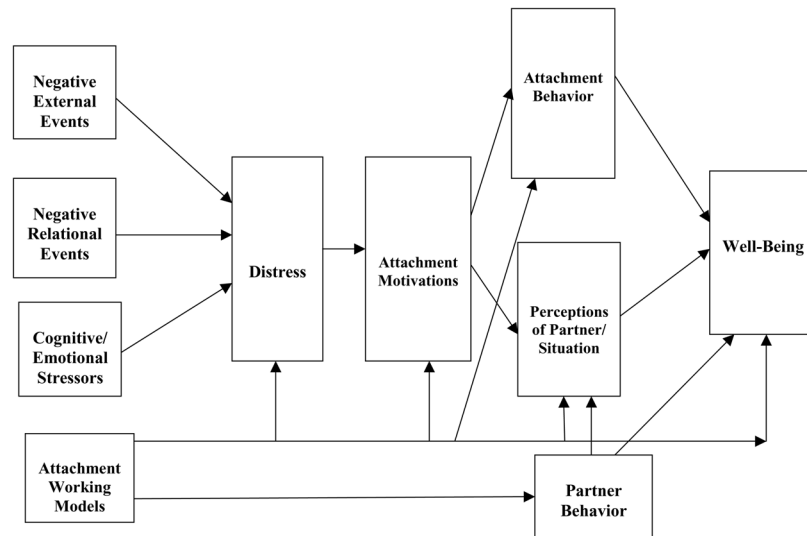 Negative
External
Events
Negative
Relational
Events
Cognitive/
Emotional
Stressors
Attachment
Working
Models
Distress
Attachment
Motivations
Attachment
Behavior
Perceptions
of Partner/
Situation
Partner
Behavior
Well-Being